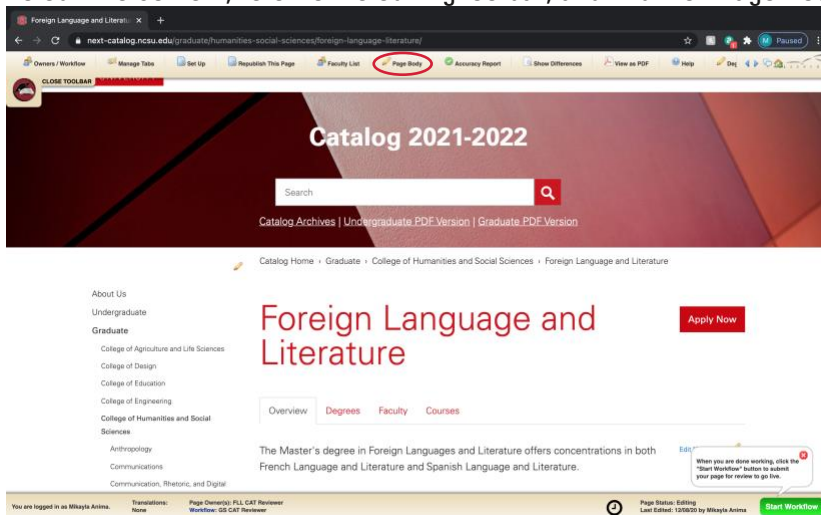 Foreign Language and Literatu
next-catalog.ncsu.edu/graduate/humanities-social-sciences/foreign-language-literature/
M Paused
Owners / Workflow Manage Tabs Set Up Republish This Page Faculty List Page Body Accuracy Report Show Differences View as PDF Help
CLOSE TOOLBAR
Catalog 2021-2022
Search
Catalog Archives | Undergraduate PDF Version | Graduate PDF Version
Catalog Home › Graduate › College of Humanities and Social Sciences › Foreign Language and Literature
About Us
Undergraduate
Graduate
College of Agriculture and Life Sciences
College of Design
College of Education
College of Engineering
College of Humanities and Social
Sciences
Anthropology
Communications
Communication, Rhetoric, and Digital
Foreign Language and
Literature
Apply Now
Overview Degrees Faculty Courses
The Master's degree in Foreign Languages and Literature offers concentrations in both
French Language and Literature and Spanish Language and Literature.
When you are done working, click the
"Start Workflow" button to submit
your page for review to go live.
You are logged in as Mikayla Anima.
Translations:
None
Page Owner(s): FLL CAT Reviewer
Workflow: GS CAT Reviewer
Page Status: Editing
Last Edited: 12/08/20 by Mikayla Anima
Start Workflow